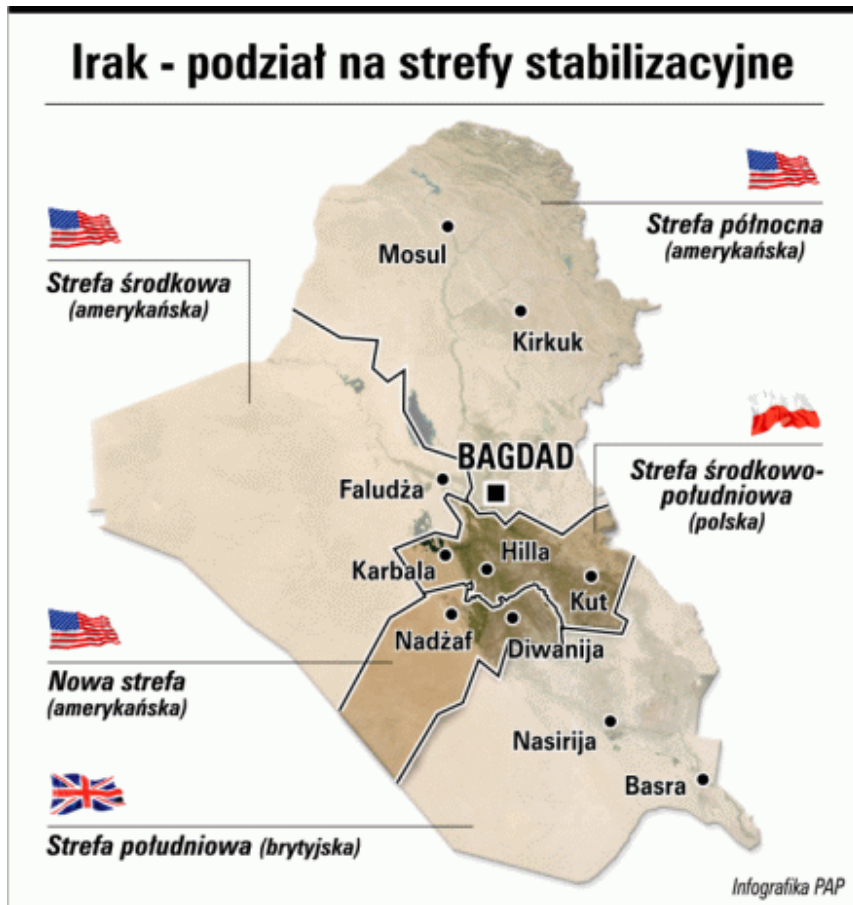 Irak - podział na strefy stabilizacyjne
Strefa północna
(amerykańska)
Strefa środkowa
(amerykańska)
Mosul
Kirkuk
BAGDAD
Strefa środkowo-
południowa
(polska)
Faludża
Hilla
Karbala
Kut
Nadżaf
Diwanija
Nowa strefa
(amerykańska)
Nasirija
Basra
Strefa południowa (brytyjska)
Infografika PAP